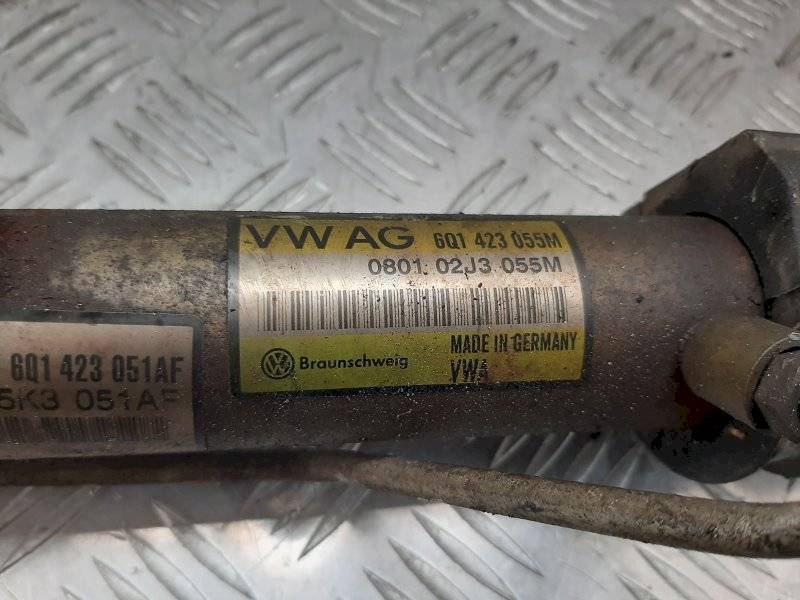 VW AG 6Q1 423 055M
0801 02J3 055M
Braunschweig
MADE IN GERMANY
VWA
6Q1 423 051AF
5K3 051AF